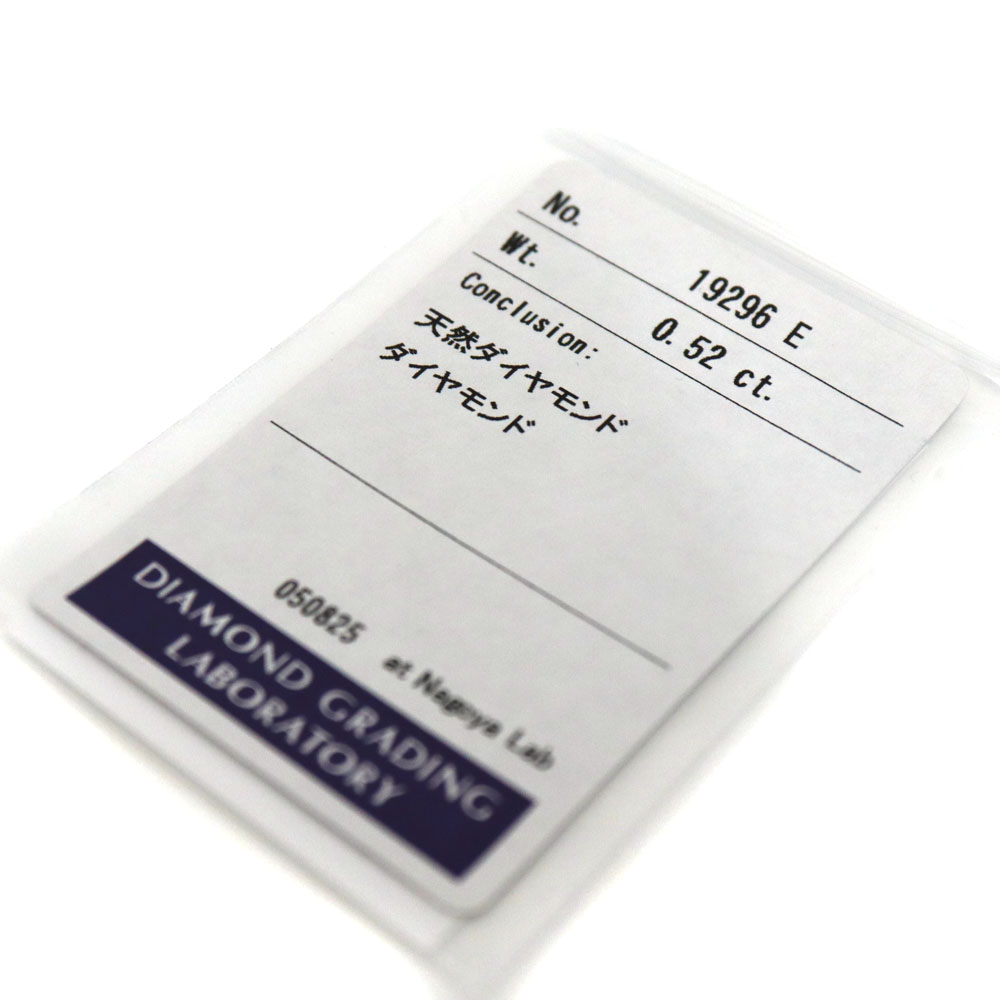 No. 19296 E
Wt. 0.52 ct.
Conclusion:
天然ダイヤモンド
ダイヤモンド
050825 at Nagoya Lab
DIAMOND GRADING
LABORATORY